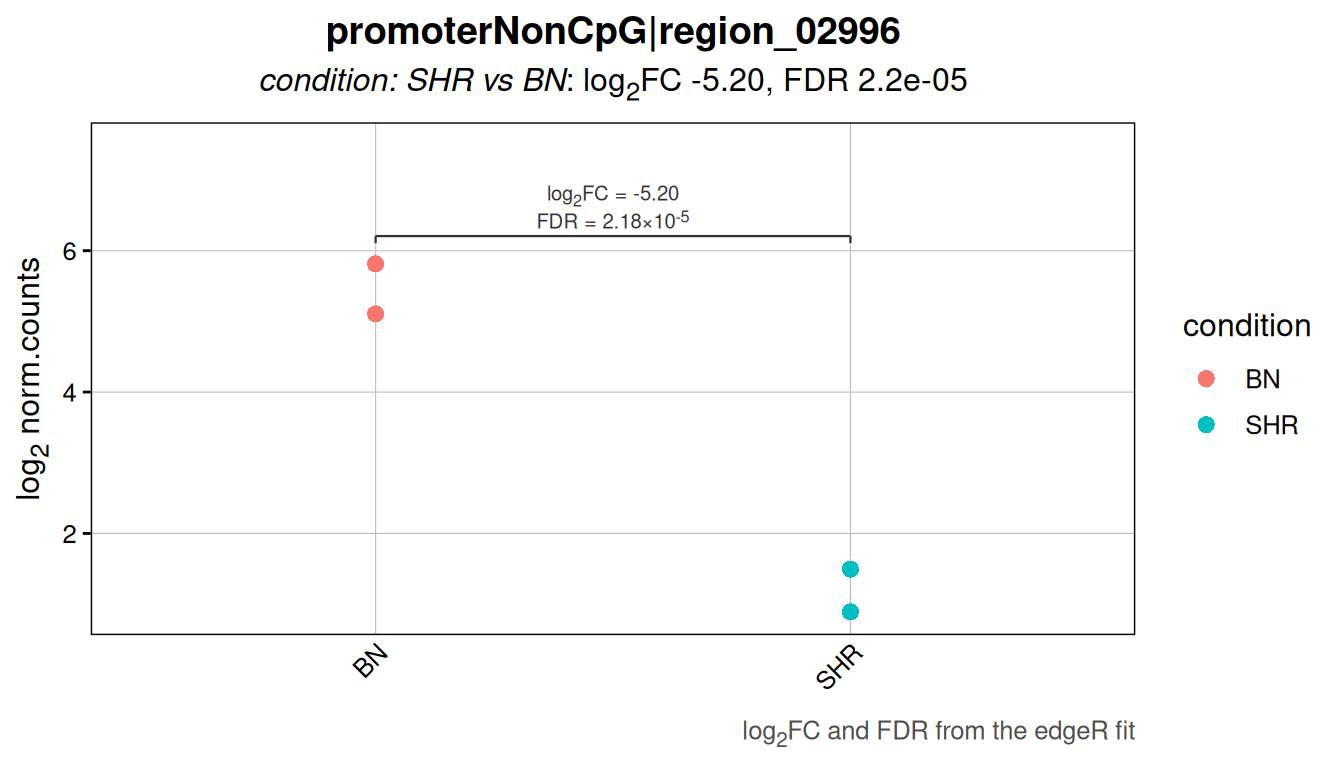 promoterNonCpG|region_02996
condition: SHR vs BN: log₂FC -5.20, FDR 2.2e-05
log₂FC = -5.20
FDR = 2.18×10⁻⁵
6
4
2
log₂ norm.counts
BN
SHR
condition
BN
SHR
log₂FC and FDR from the edgeR fit